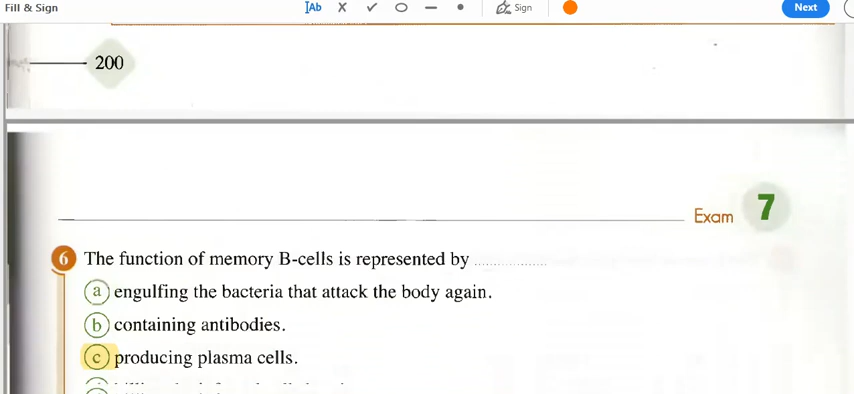 Fill & Sign
Ab
Sign
Next
200
Exam 7
6 The function of memory B-cells is represented by ................
a engulfing the bacteria that attack the body again.
b containing antibodies.
c producing plasma cells.